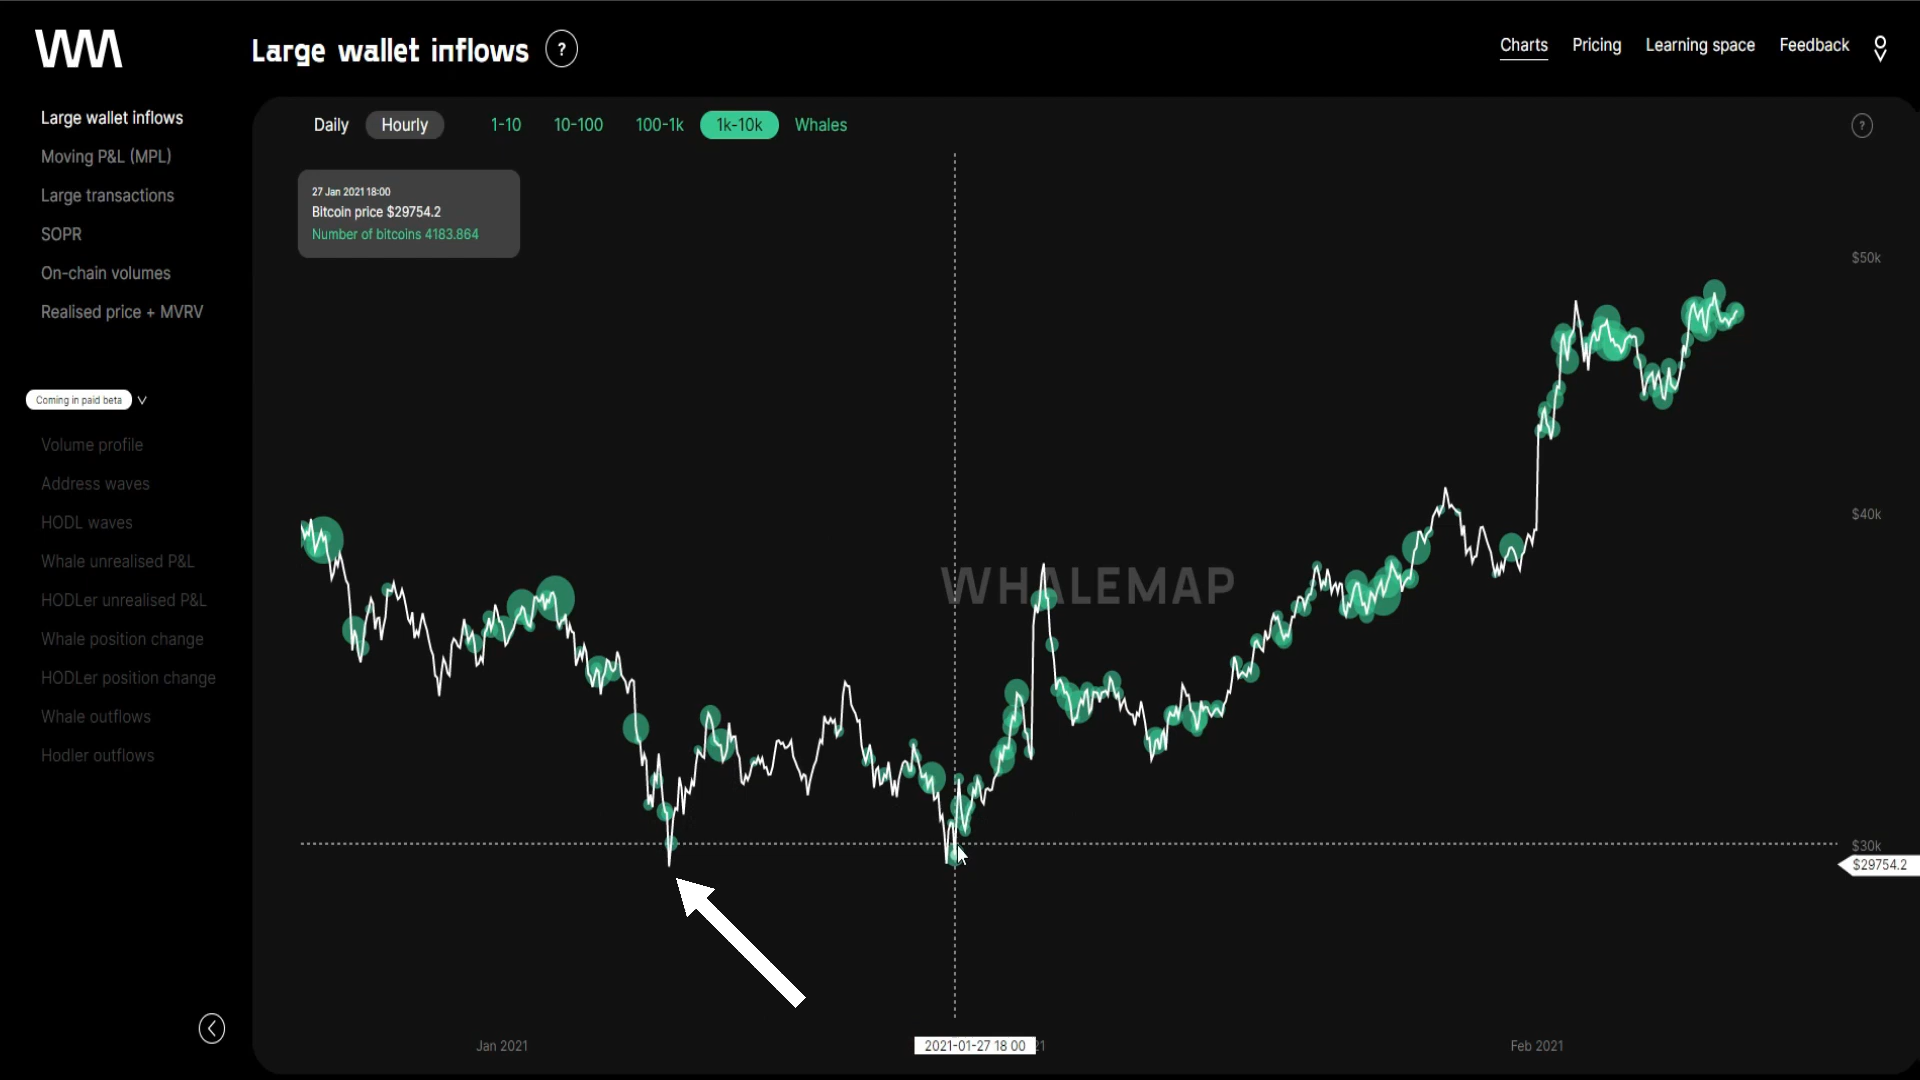 WM
Large wallet inflows ?
Charts Pricing Learning space Feedback
Large wallet inflows
Moving P&L (MPL)
Large transactions
SOPR
On-chain volumes
Realised price + MVRV
Coming in paid beta
Volume profile
Address waves
HODL waves
Whale unrealised P&L
HODLer unrealised P&L
Whale position change
HODLer position change
Whale outflows
Hodler outflows
Daily Hourly 1-10 10-100 100-1k 1k-10k Whales ?
27 Jan 2021 18:00
Bitcoin price $29754.2
Number of bitcoins 4183.864
WHALEMAP
$50k
$40k
$30k
$29754.2
Jan 2021 2021-01-27 18 00 21 Feb 2021